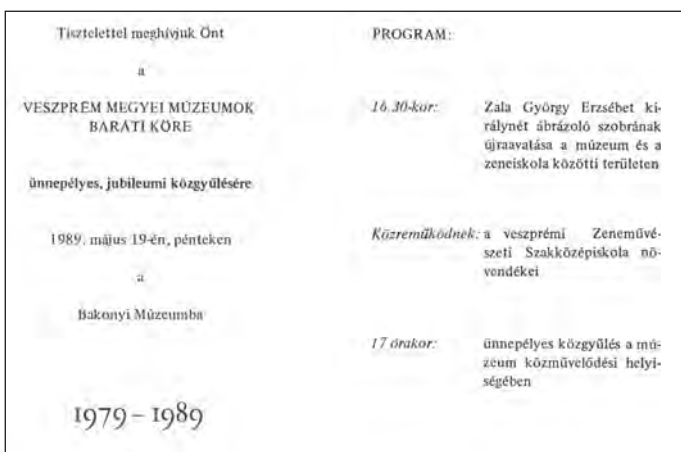 Tisztelettel meghívjuk Önt
a
VESZPRÉM MEGYEI MÚZEUMOK
BARÁTI KÖRE
ünnepélyes, jubileumi közgyűlésére
1989. május 19-én, pénteken
a
Bakonyi Múzeumba
1979 – 1989
PROGRAM:
16.30-kor: Zala György Erzsébet ki-
rálynét ábrázoló szobrának
újraavatása a múzeum és a
zeneiskola közötti területen
Közreműködnek: a veszprémi Zeneművé-
szeti Szakközépiskola nö-
vendékei
17 órakor: ünnepélyes közgyűlés a mú-
zeum közművelődési helyi-
ségében